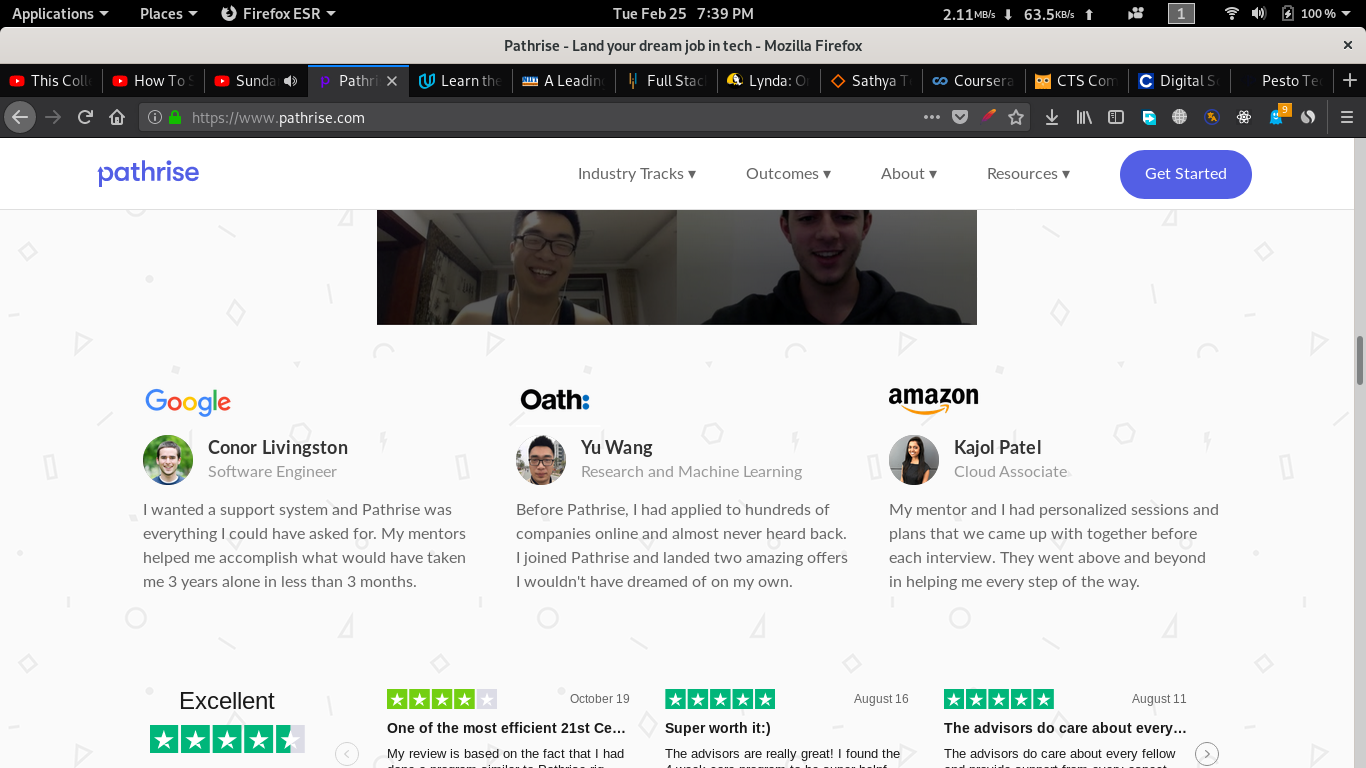 Applications Places Firefox ESR Tue Feb 25 7:39 PM 2.11MB/s 63.5KB/s 1 100 %
Pathrise - Land your dream job in tech - Mozilla Firefox
This Colle How To S Sunda Pathri Learn the A Leadin Full Stac Lynda: On Sathya Te Coursera CTS Com Digital Se Pesto Tec
https://www.pathrise.com 9
pathrise Industry Tracks ▾ Outcomes ▾ About ▾ Resources ▾ Get Started
Google Oath: amazon
Conor Livingston Yu Wang Kajol Patel
Software Engineer Research and Machine Learning Cloud Associate
I wanted a support system and Pathrise was
everything I could have asked for. My mentors
helped me accomplish what would have taken
me 3 years alone in less than 3 months.
Before Pathrise, I had applied to hundreds of
companies online and almost never heard back.
I joined Pathrise and landed two amazing offers
I wouldn't have dreamed of on my own.
My mentor and I had personalized sessions and
plans that we came up with together before
each interview. They went above and beyond
in helping me every step of the way.
Excellent
October 19
One of the most efficient 21st Ce…
My review is based on the fact that I had
August 16
Super worth it:)
The advisors are really great! I found the
August 11
The advisors do care about every…
The advisors do care about every fellow